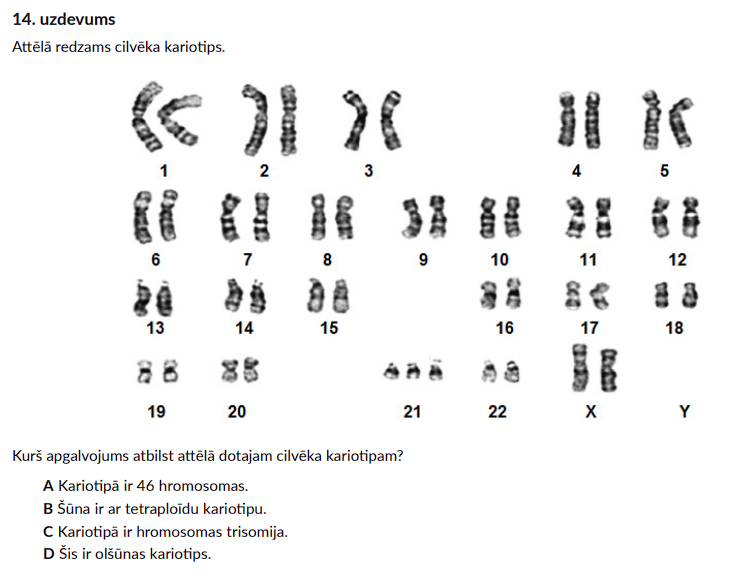 14. uzdevums
Attēlā redzams cilvēka kariotips.
1 2 3 4 5
6 7 8 9 10 11 12
13 14 15 16 17 18
19 20 21 22 X Y
Kurš apgalvojums atbilst attēlā dotajam cilvēka kariotipam?
A Kariotipā ir 46 hromosomas.
B Šūna ir ar tetraploīdu kariotipu.
C Kariotipā ir hromosomas trisomija.
D Šis ir olšūnas kariotips.